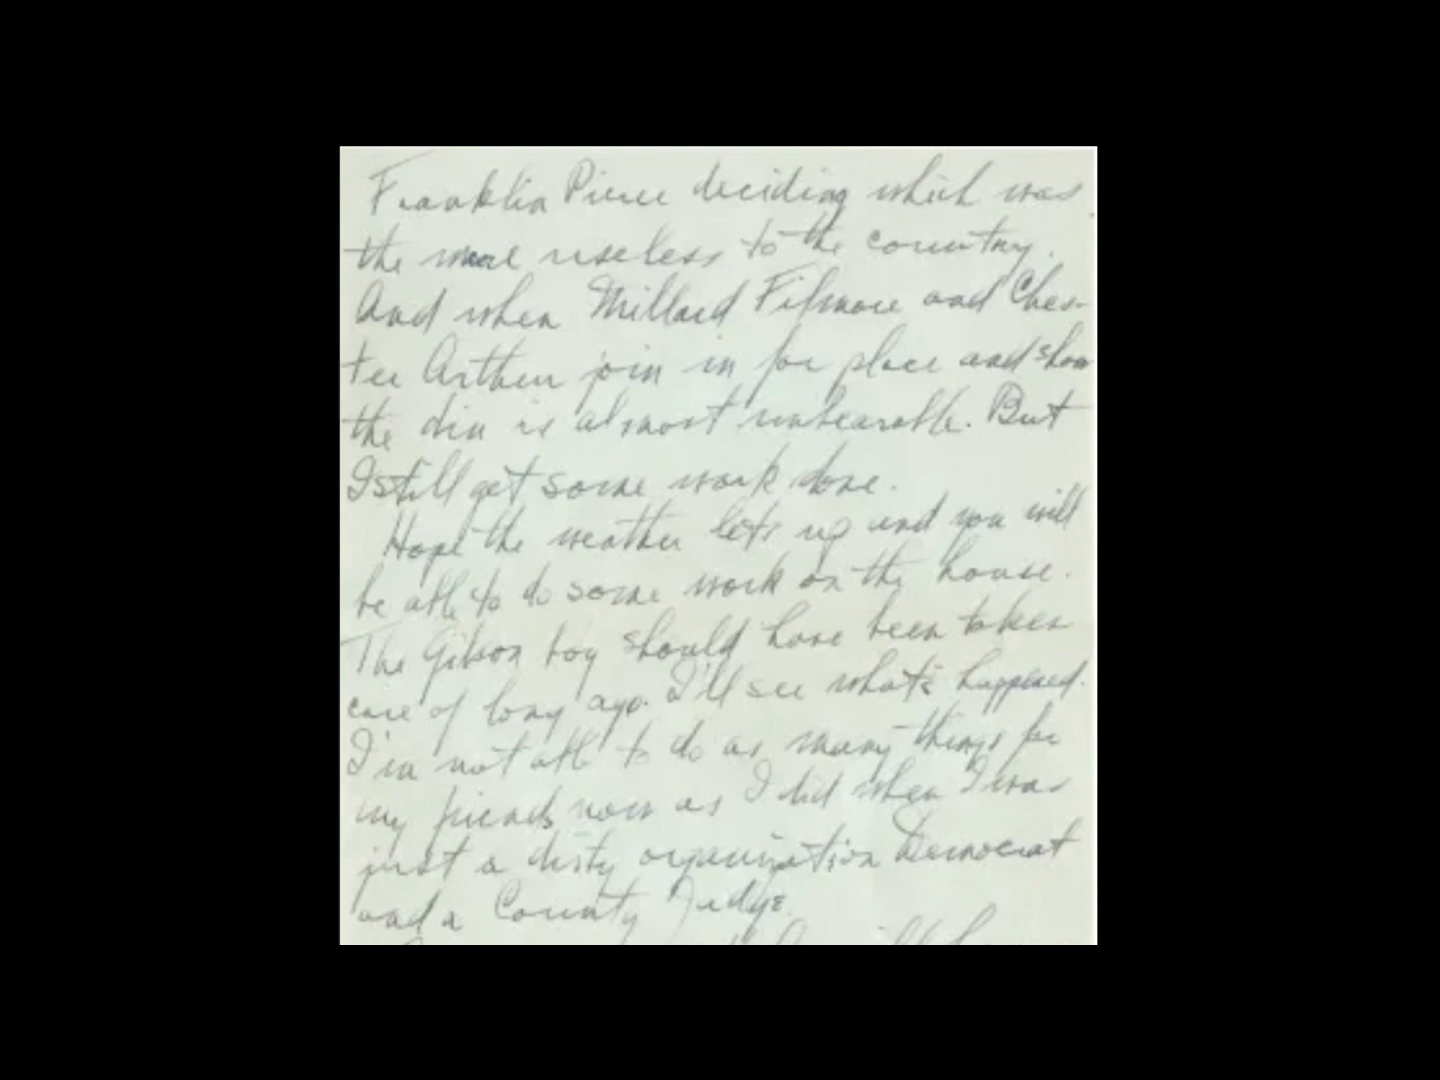 Franklin Pierce deciding which was
the more useless to the country.
And when Millard Filmore and Ches-
ter Arthur join in for place and show
the din is almost unbearable. But
I still get some work done.
Hope the weather lets up and you will
be able to do some work on the house.
The Gibson boy should have been taken
care of long ago. I'll see what's happened.
I'm not able to do as many things for
my friends now as I did when I was
just a dirty organization Democrat
and a County Judge.